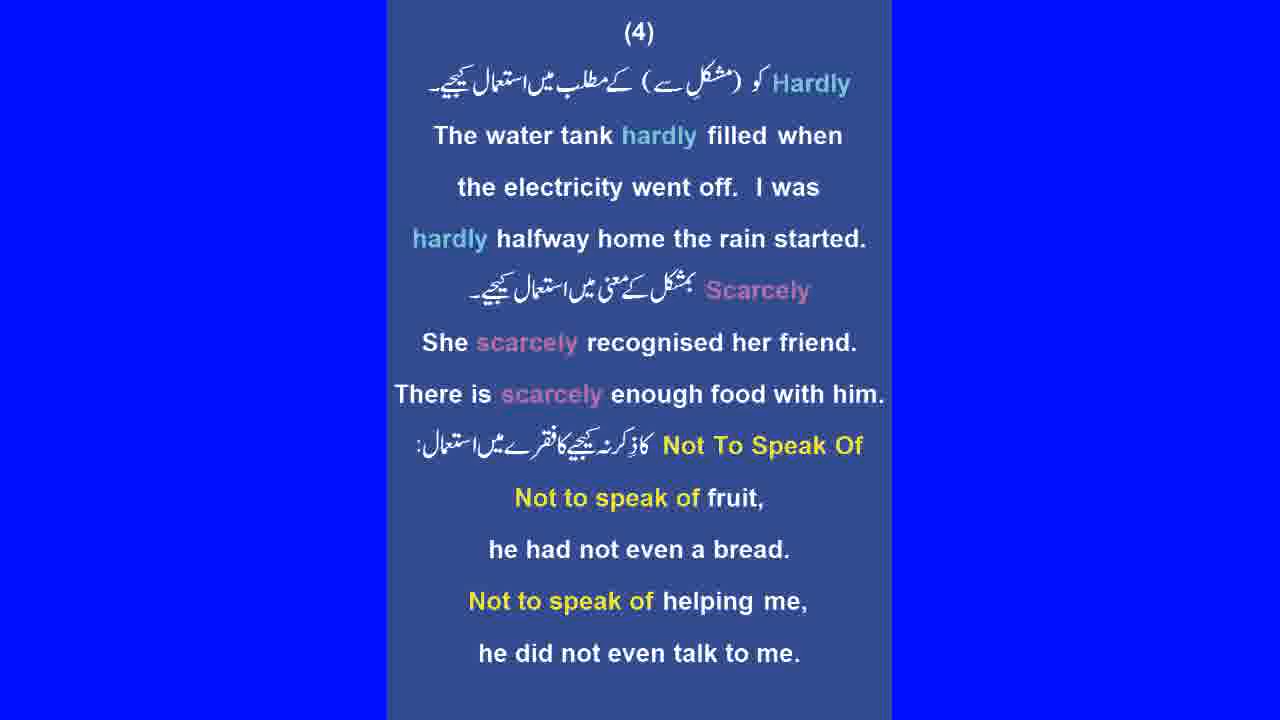 (4)
Hardly کو (مشکل سے) کے مطلب میں استعمال کیجیے۔
The water tank hardly filled when
the electricity went off. I was
hardly halfway home the rain started.
Scarcely بمشکل کے معنی میں استعمال کیجیے۔
She scarcely recognised her friend.
There is scarcely enough food with him.
Not To Speak Of کا ذِکر نہ کیجیے کا فقرے میں استعمال:
Not to speak of fruit,
he had not even a bread.
Not to speak of helping me,
he did not even talk to me.